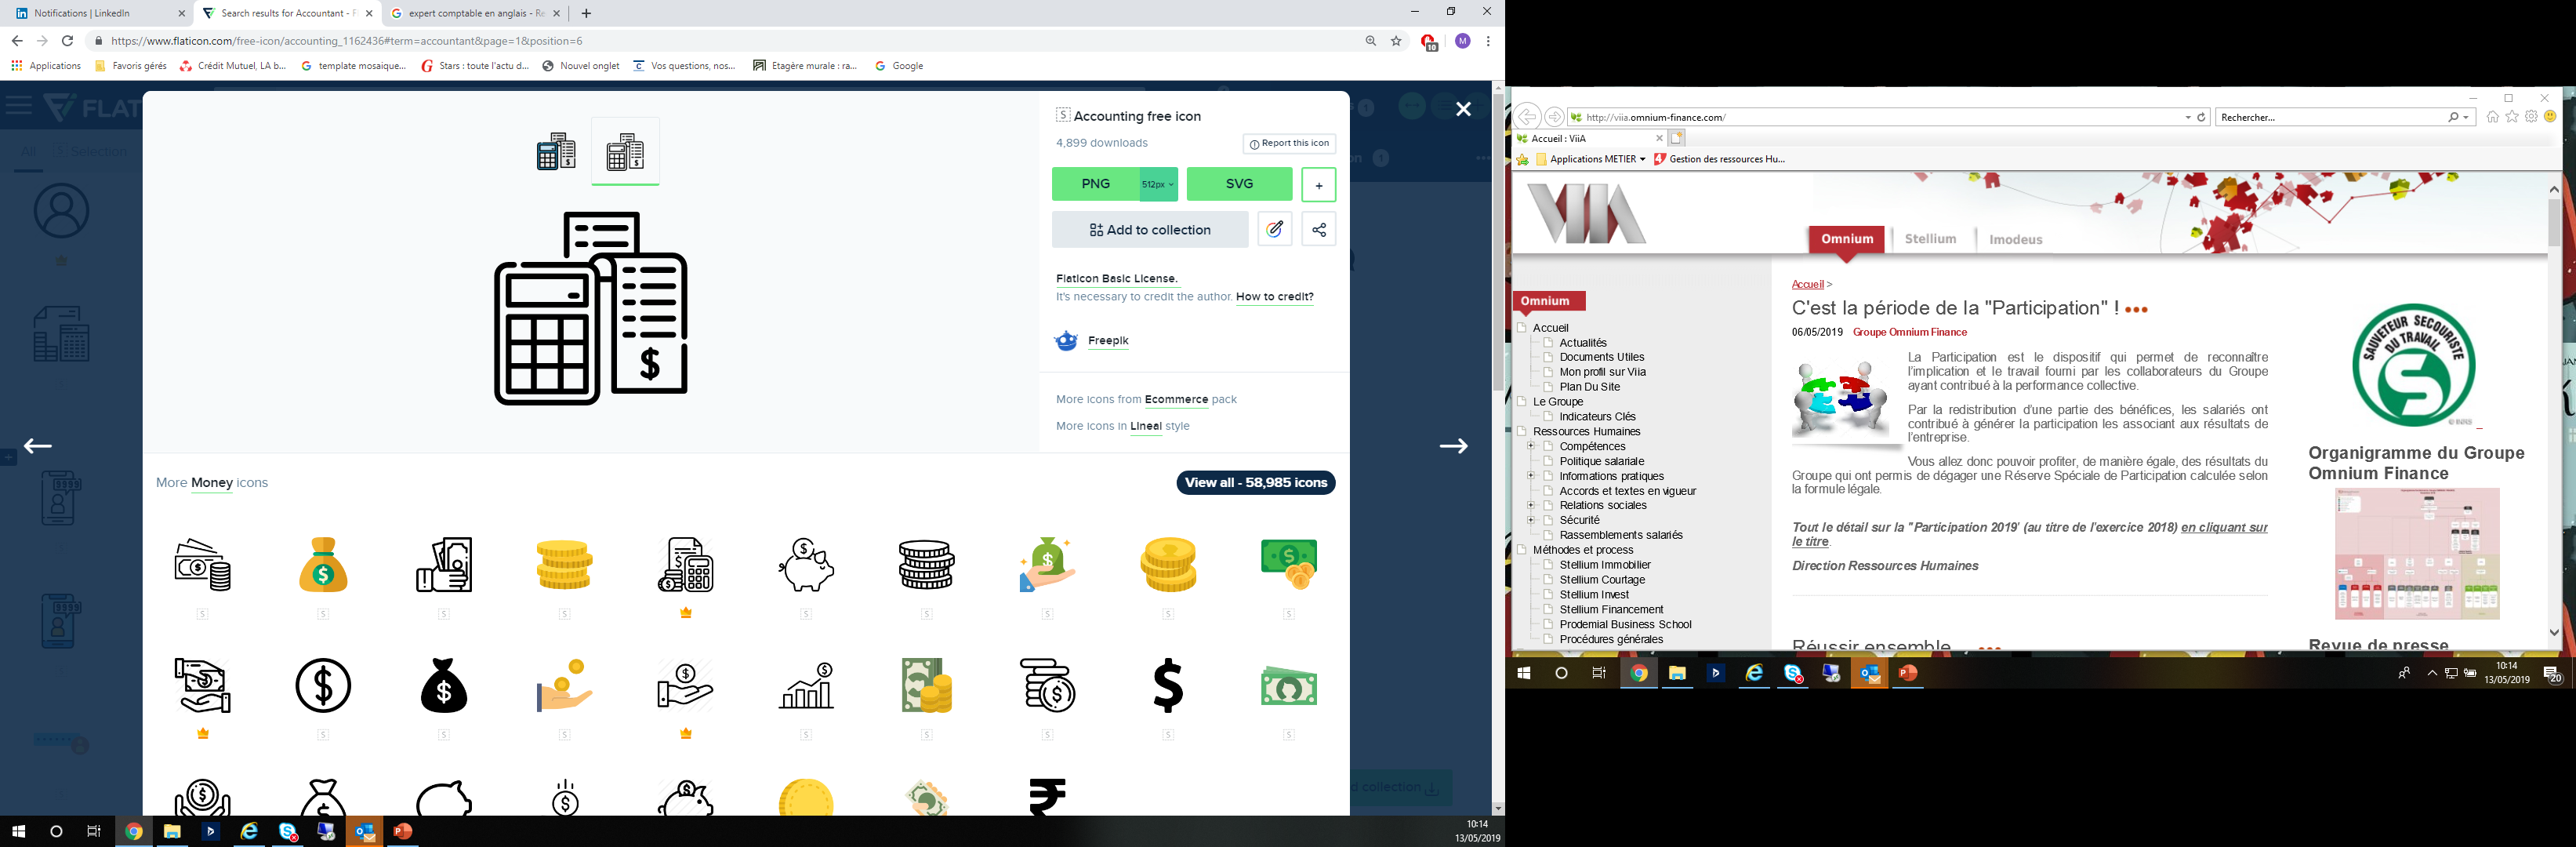 Notifications | LinkedIn
Search results for Accountant - F
expert comptable en anglais - Re
https://www.flaticon.com/free-icon/accounting_1162436#term=accountant&page=1&position=6
10
M
Applications
Favoris gérés
Crédit Mutuel, LA b...
template mosaique...
Stars : toute l'actu d...
Nouvel onglet
Vos questions, nos...
Etagère murale : ra...
Google
FLAT
All
Selection
Accounting free icon
4,899 downloads
Report this icon
PNG
512px
SVG
+
Add to collection
Flaticon Basic License.
It's necessary to credit the author. How to credit?
Freepik
More icons from Ecommerce pack
More icons in Lineal style
More Money icons
View all - 58,985 icons
d collection
10:14
13/05/2019
http://viia.omnium-finance.com/
Rechercher...
Accueil : ViiA
Applications METIER
Gestion des ressources Hu...
VIIA
Omnium
Stellium
Imodeus
Omnium
Accueil
Actualités
Documents Utiles
Mon profil sur Viia
Plan Du Site
Le Groupe
Indicateurs Clés
Ressources Humaines
Compétences
Politique salariale
Informations pratiques
Accords et textes en vigueur
Relations sociales
Sécurité
Rassemblements salariés
Méthodes et process
Stellium Immobilier
Stellium Courtage
Stellium Invest
Stellium Financement
Prodemial Business School
Procédures générales
Accueil >
C'est la période de la "Participation" !
06/05/2019 Groupe Omnium Finance
La Participation est le dispositif qui permet de reconnaître
l'implication et le travail fourni par les collaborateurs du Groupe
ayant contribué à la performance collective.
Par la redistribution d'une partie des bénéfices, les salariés ont
contribué à générer la participation les associant aux résultats de
l'entreprise.
Vous allez donc pouvoir profiter, de manière égale, des résultats du
Groupe qui ont permis de dégager une Réserve Spéciale de Participation calculée selon
la formule légale.
Tout le détail sur la "Participation 2019' (au titre de l'exercice 2018) en cliquant sur
le titre.
Direction Ressources Humaines
Réussir ensemble
SAUVETEUR SECOURISTE
DU TRAVAIL
Organigramme du Groupe
Omnium Finance
Revue de presse
10:14
13/05/2019
20